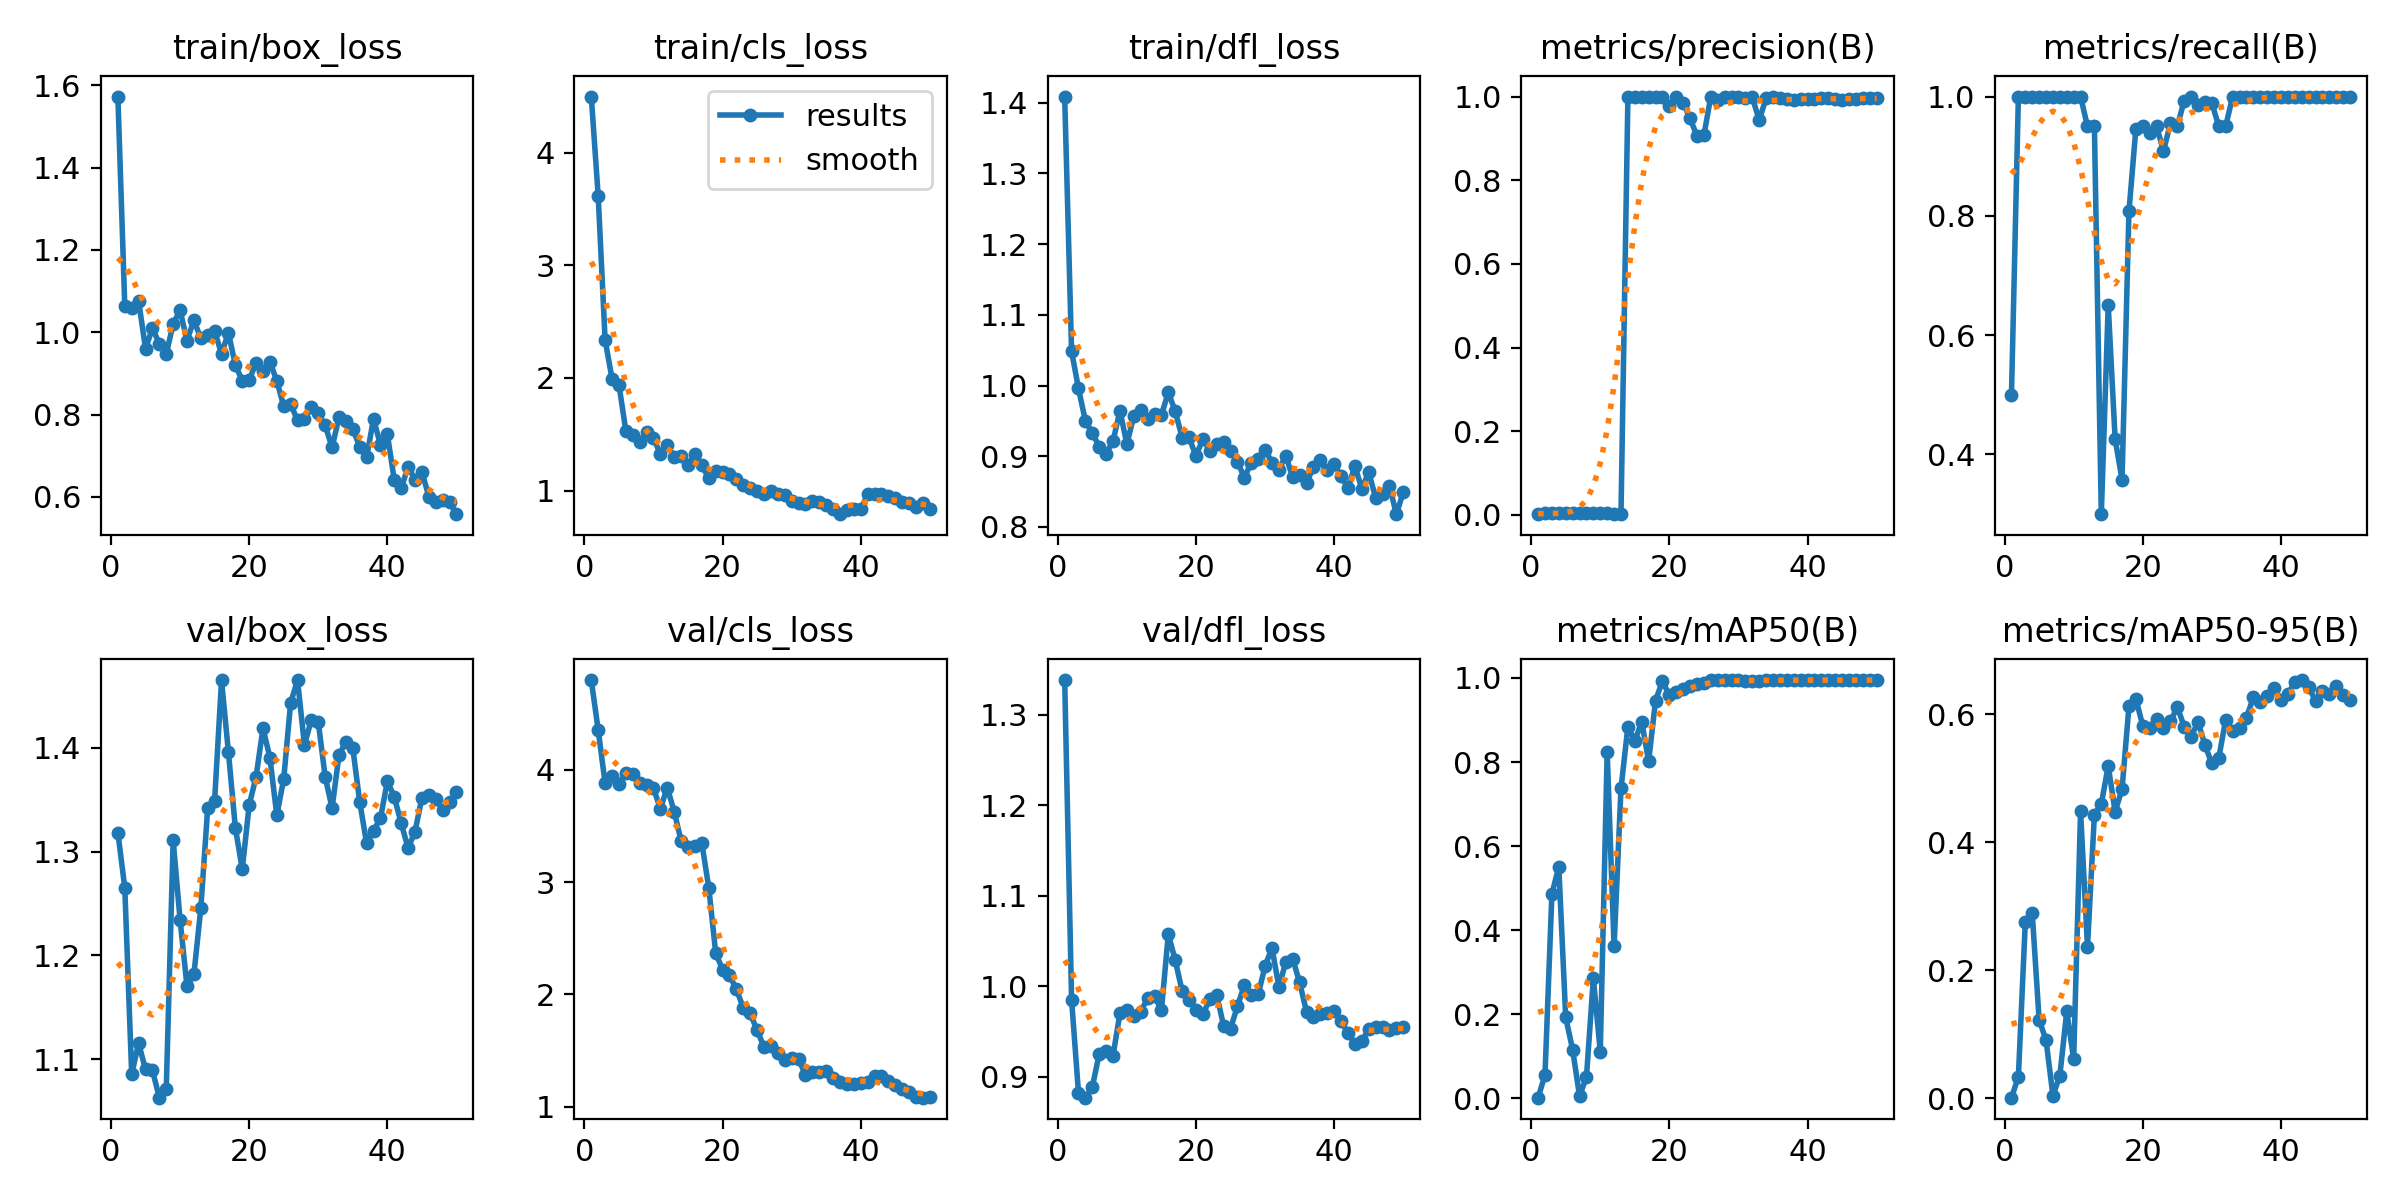 train/box_loss
1.6
1.4
1.2
1.0
0.8
0.6
0 20 40
train/cls_loss
results
smooth
4
3
2
1
0 20 40
train/dfl_loss
1.4
1.3
1.2
1.1
1.0
0.9
0.8
0 20 40
metrics/precision(B)
1.0
0.8
0.6
0.4
0.2
0.0
0 20 40
metrics/recall(B)
1.0
0.8
0.6
0.4
0 20 40
val/box_loss
1.4
1.3
1.2
1.1
0 20 40
val/cls_loss
4
3
2
1
0 20 40
val/dfl_loss
1.3
1.2
1.1
1.0
0.9
0 20 40
metrics/mAP50(B)
1.0
0.8
0.6
0.4
0.2
0.0
0 20 40
metrics/mAP50-95(B)
0.6
0.4
0.2
0.0
0 20 40